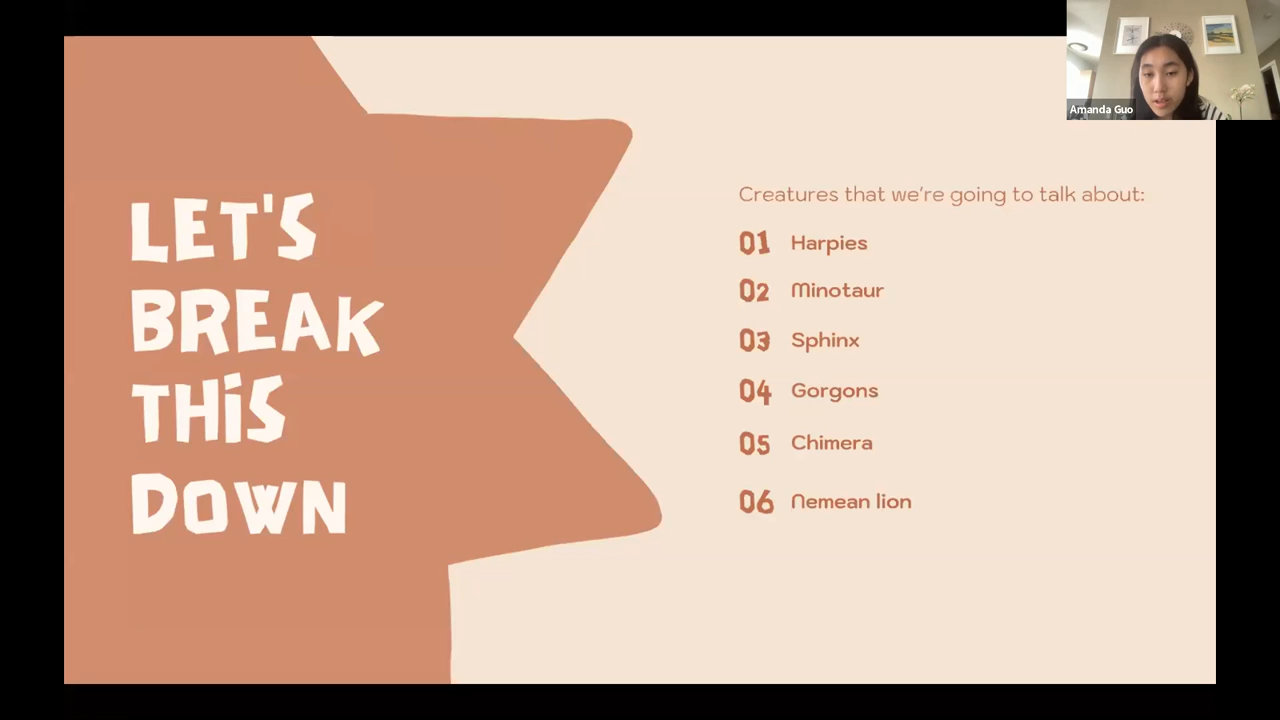 LET'S
BREAK
THiS
DOWN
Creatures that we're going to talk about:
01 Harpies
02 Minotaur
03 Sphinx
04 Gorgons
05 Chimera
06 Nemean lion
Amanda Guo